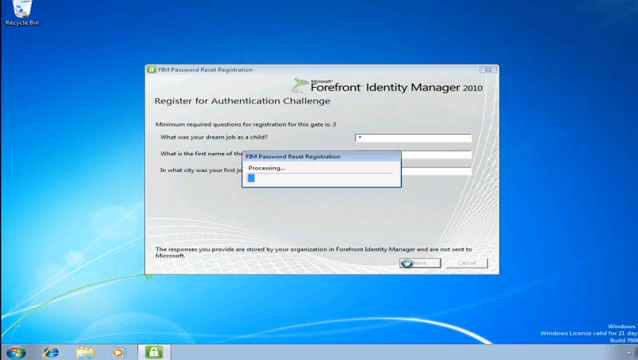 Recycle Bin
FIM Password Reset Registration
Microsoft
Forefront Identity Manager 2010
Register for Authentication Challenge
Minimum required questions for registration for this gate is: 3
What was your dream job as a child?
*
What is the first name of the
In what city was your first
FIM Password Reset Registration
Processing...
The responses you provide are stored by your organization in Forefront Identity Manager and are not sent to
Microsoft.
Cancel
Windows
Windows License valid for 21 day
Build 760